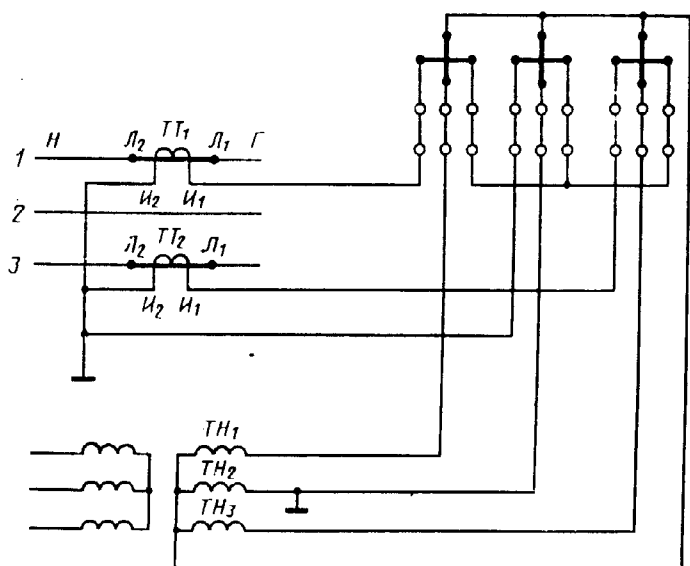 Н Л₂ ТТ₁ Л₁ Г
1
И₂ И₁
2
3 Л₂ ТТ₂ Л₁
И₂ И₁
ТН₁
ТН₂
ТН₃